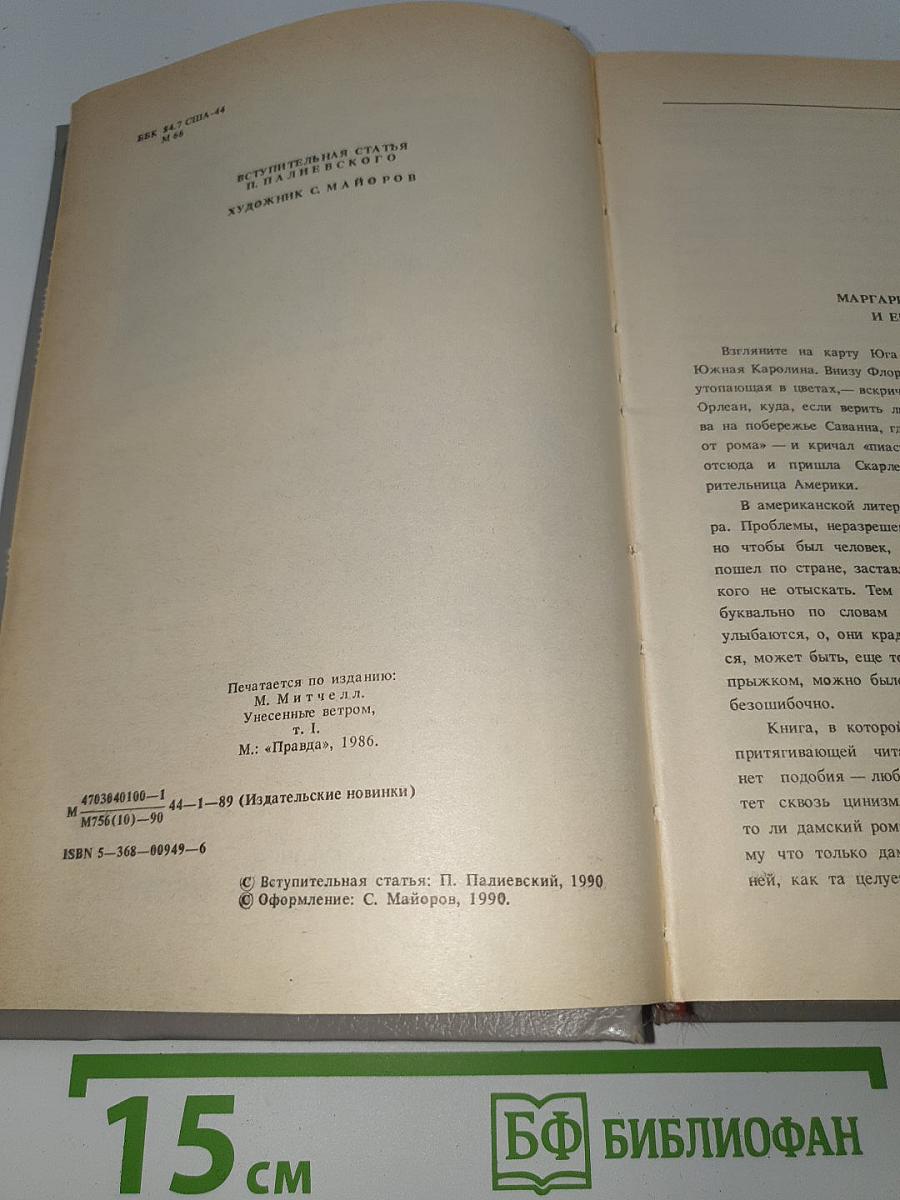 ББК 84.7 США-44
М 66
ВСТУПИТЕЛЬНАЯ СТАТЬЯ
П. ПАЛИЕВСКОГО
ХУДОЖНИК С. МАЙОРОВ
Печатается по изданию:
М. Митчелл.
Унесенные ветром,
т. I.
М.: «Правда», 1986.
М 4703040100—1
М756(10)—90 44—1—89 (Издательские новинки)
ISBN 5—368—00949—6
© Вступительная статья: П. Палиевский, 1990
© Оформление: С. Майоров, 1990.
МАРГАРИ
И Е
Взгляните на карту Юга
Южная Каролина. Внизу Флор
утопающая в цветах,— вскрич
Орлеан, куда, если верить л
ва на побережье Саванна, г
от рома» — и кричал «пиас
отсюда и пришла Скарле
рительница Америки.
В американской литер
ра. Проблемы, неразреше
но чтобы был человек,
пошел по стране, застав
кого не отыскать. Тем
буквально по словам
улыбаются, о, они крад
ся, может быть, еще т
прыжком, можно был
безошибочно.
Книга, в которой
притягивающей чит
нет подобия — люб
тет сквозь цинизм
то ли дамский ром
му что только да
ней, как та целуе
15 см
БФ БИБЛИОФАН